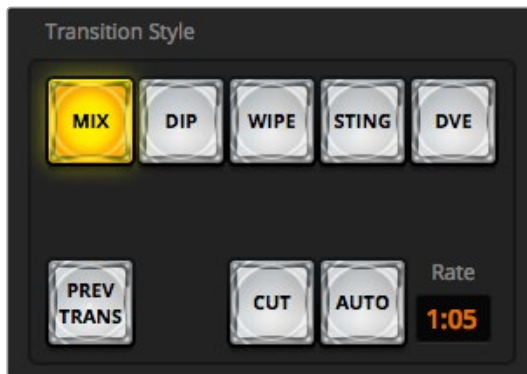 Transition Style
MIX
DIP
WIPE
STING
DVE
PREV
TRANS
CUT
AUTO
Rate
1:05